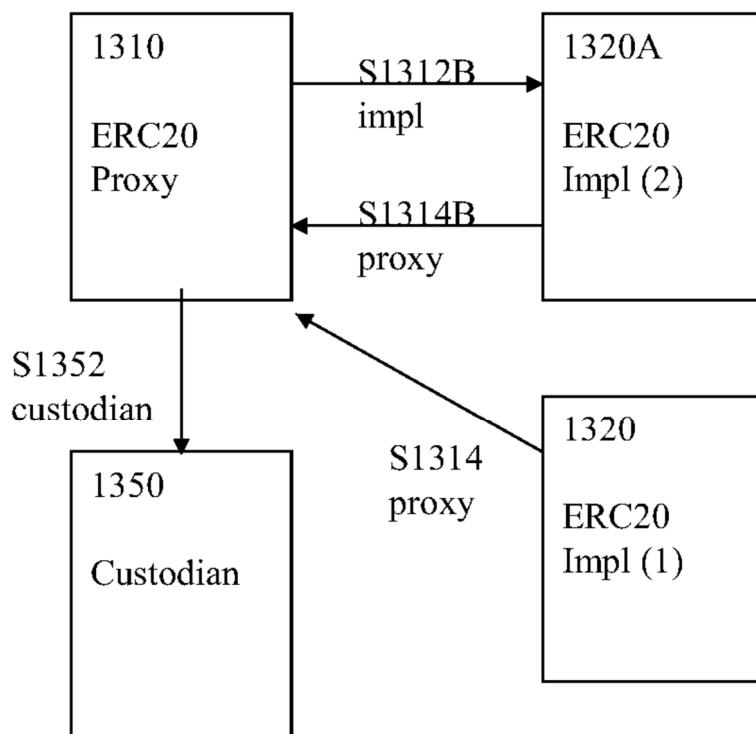 1310
ERC20
Proxy
S1312B
impl
S1314B
proxy
1320A
ERC20
Impl (2)
S1352
custodian
1350
Custodian
S1314
proxy
1320
ERC20
Impl (1)